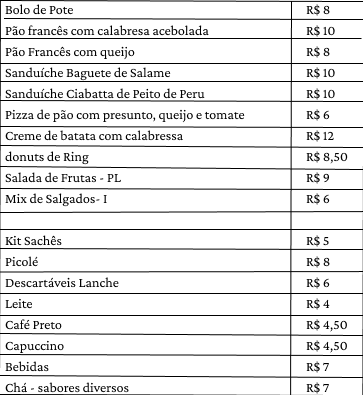 Bolo de Pote R$ 8
Pão francês com calabresa acebolada R$ 10
Pão Francês com queijo R$ 8
Sanduíche Baguete de Salame R$ 10
Sanduíche Ciabatta de Peito de Peru R$ 10
Pizza de pão com presunto, queijo e tomate R$ 6
Creme de batata com calabressa R$ 12
donuts de Ring R$ 8,50
Salada de Frutas - PL R$ 9
Mix de Salgados- I R$ 6
Kit Sachês R$ 5
Picolé R$ 8
Descartáveis Lanche R$ 6
Leite R$ 4
Café Preto R$ 4,50
Capuccino R$ 4,50
Bebidas R$ 7
Chá - sabores diversos R$ 7